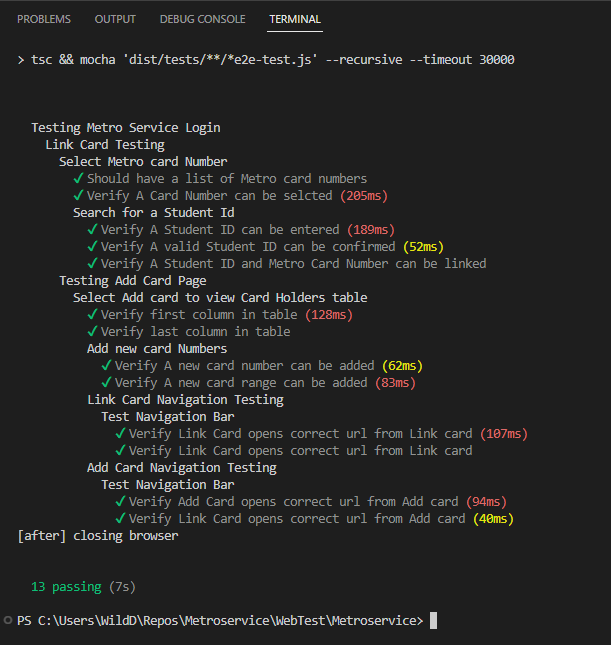 PROBLEMS OUTPUT DEBUG CONSOLE TERMINAL
> tsc && mocha 'dist/tests/**/*e2e-test.js' --recursive --timeout 30000
Testing Metro Service Login
Link Card Testing
Select Metro card Number
✓ Should have a list of Metro card numbers
✓ Verify A Card Number can be selcted (205ms)
Search for a Student Id
✓ Verify A Student ID can be entered (189ms)
✓ Verify A valid Student ID can be confirmed (52ms)
✓ Verify A Student ID and Metro Card Number can be linked
Testing Add Card Page
Select Add card to view Card Holders table
✓ Verify first column in table (128ms)
✓ Verify last column in table
Add new card Numbers
✓ Verify A new card number can be added (62ms)
✓ Verify A new card range can be added (83ms)
Link Card Navigation Testing
Test Navigation Bar
✓ Verify Link Card opens correct url from Link card (107ms)
✓ Verify Link Card opens correct url from Link card
Add Card Navigation Testing
Test Navigation Bar
✓ Verify Add Card opens correct url from Add card (94ms)
✓ Verify Link Card opens correct url from Add card (40ms)
[after] closing browser
13 passing (7s)
PS C:\Users\WildD\Repos\Metroservice\WebTest\Metroservice>